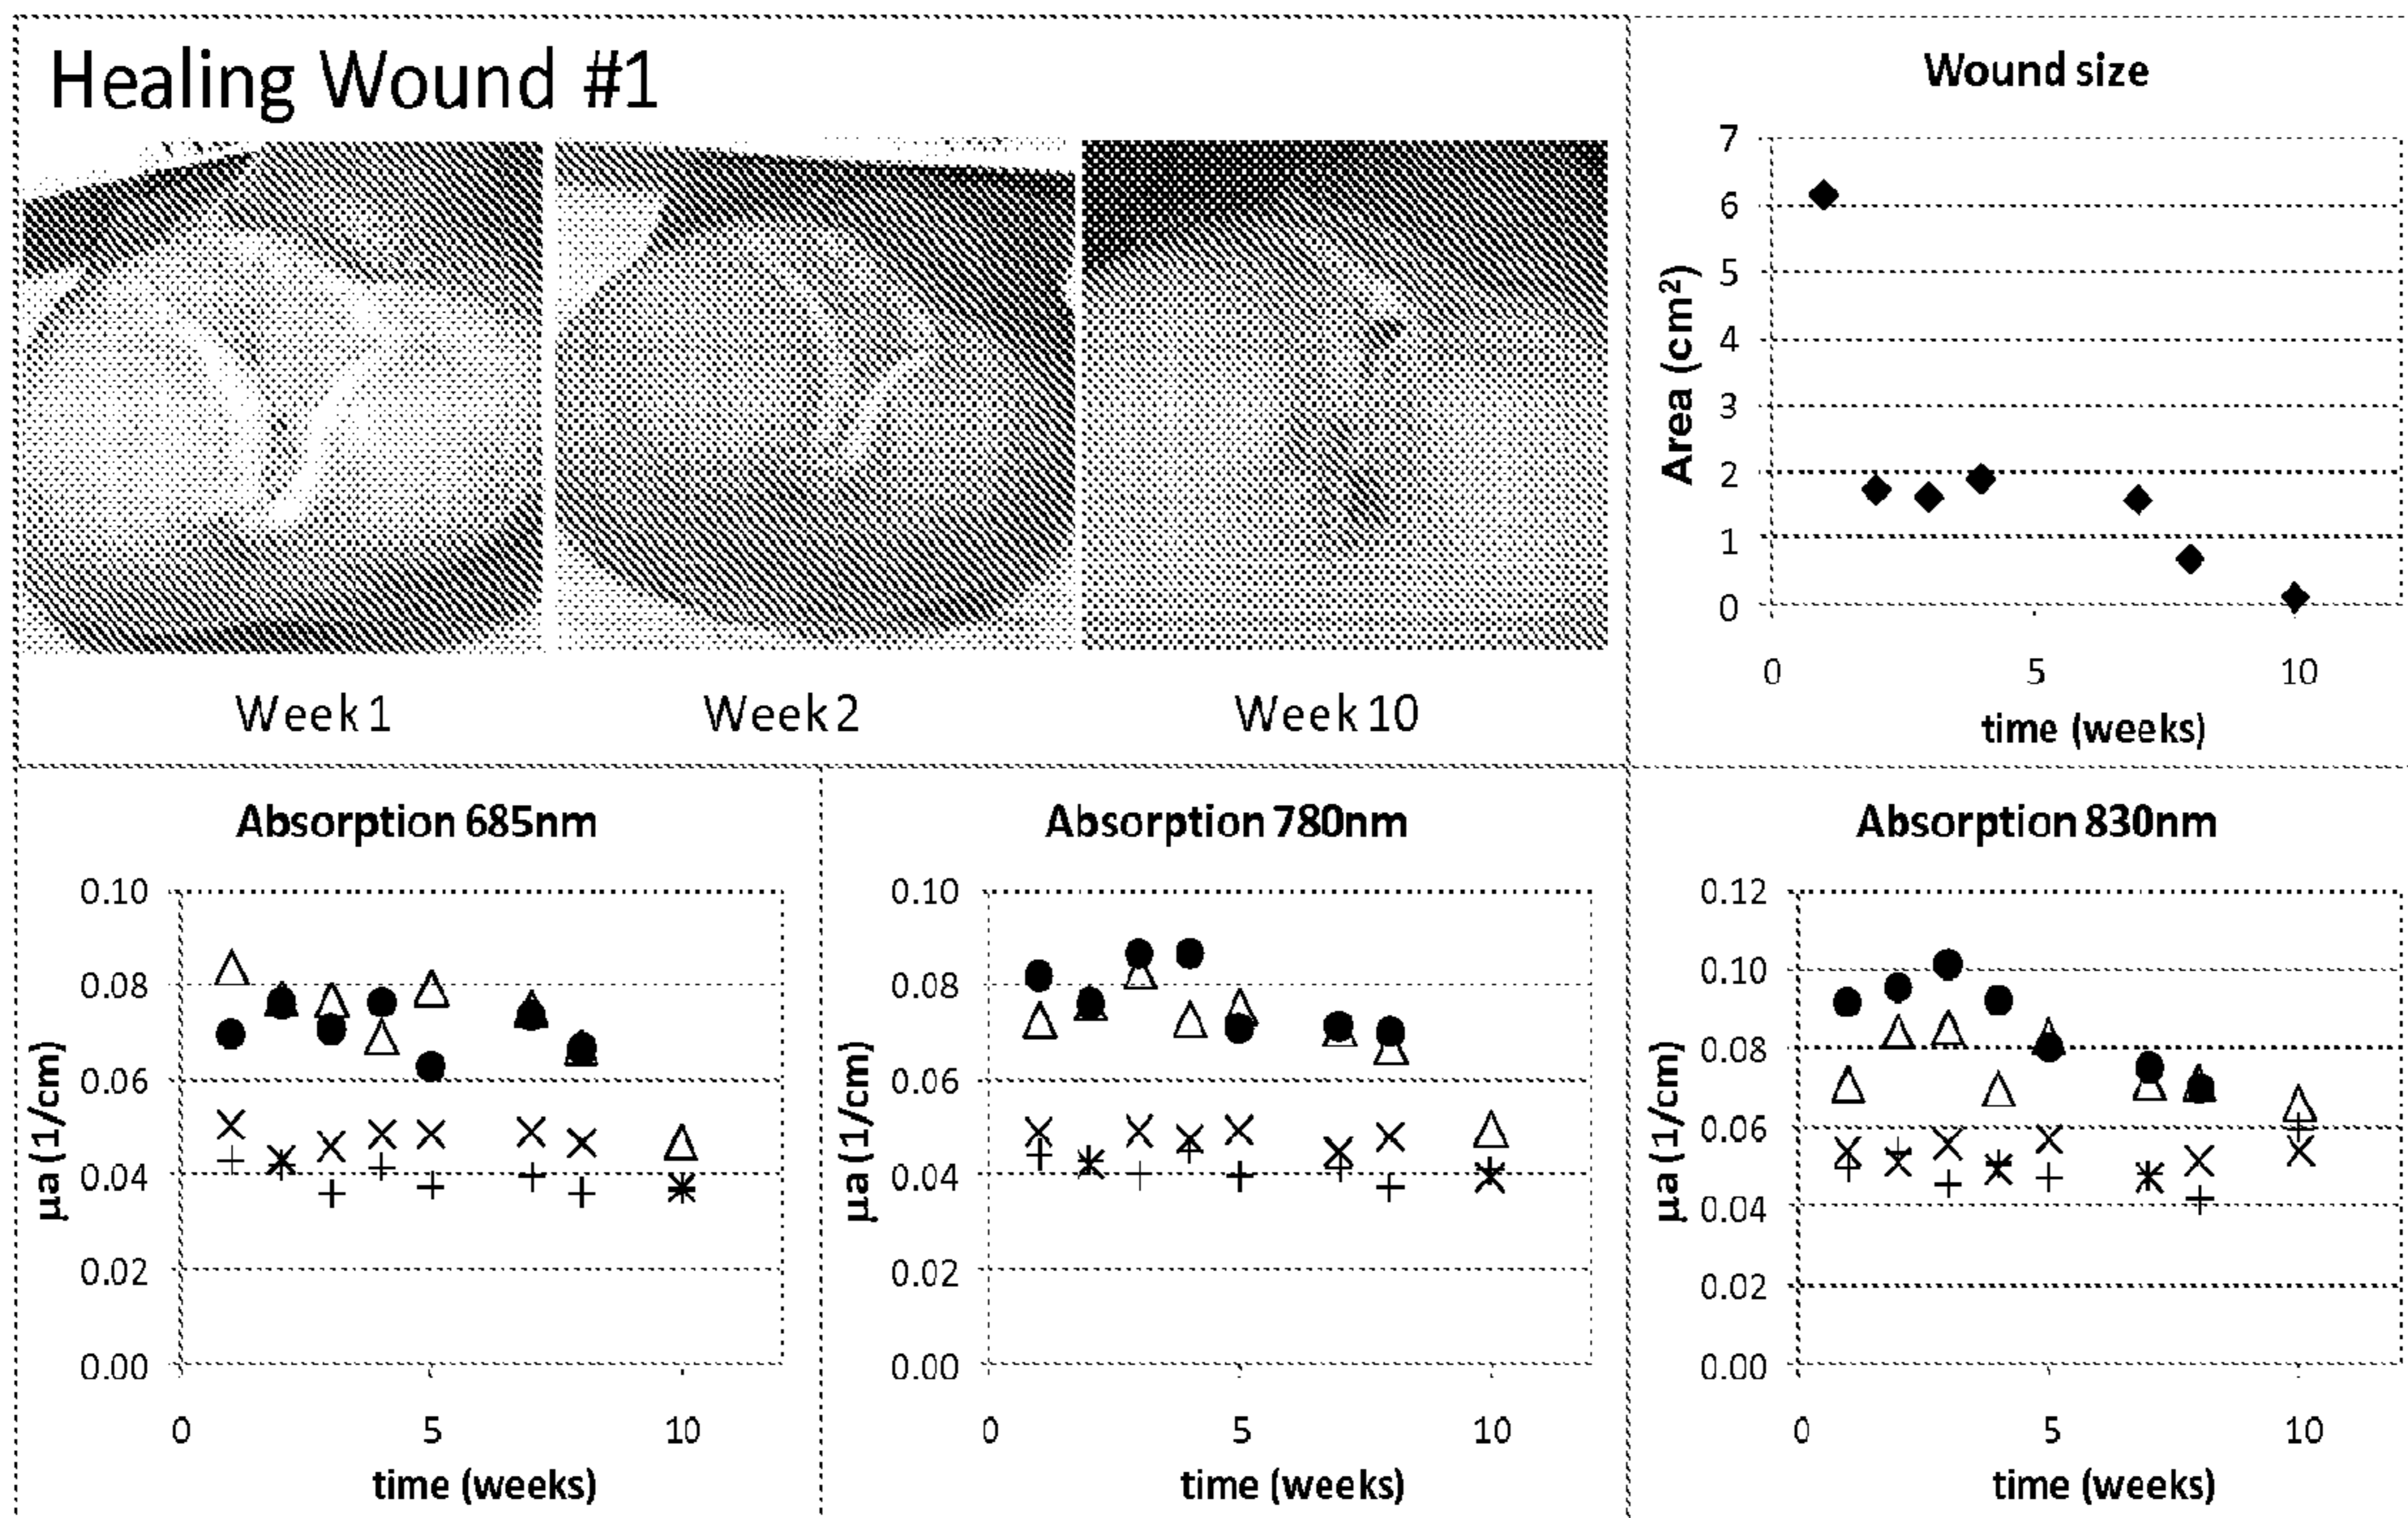 Healing Wound #1
Week 1
Week 2
Week 10
Wound size
7
6
5
4
3
2
1
0
Area (cm²)
0
5
10
time (weeks)
Absorption 685nm
0.10
0.08
0.06
0.04
0.02
0.00
µa (1/cm)
0
5
10
time (weeks)
Absorption 780nm
0.10
0.08
0.06
0.04
0.02
0.00
µa (1/cm)
0
5
10
time (weeks)
Absorption 830nm
0.12
0.10
0.08
0.06
0.04
0.02
0.00
µa (1/cm)
0
5
10
time (weeks)